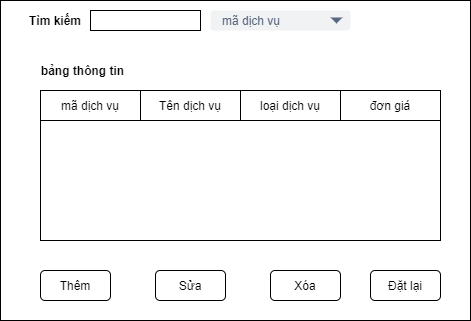 Tìm kiếm mã dịch vụ
bảng thông tin
mã dịch vụ Tên dịch vụ loại dịch vụ đơn giá
Thêm Sửa Xóa Đặt lại